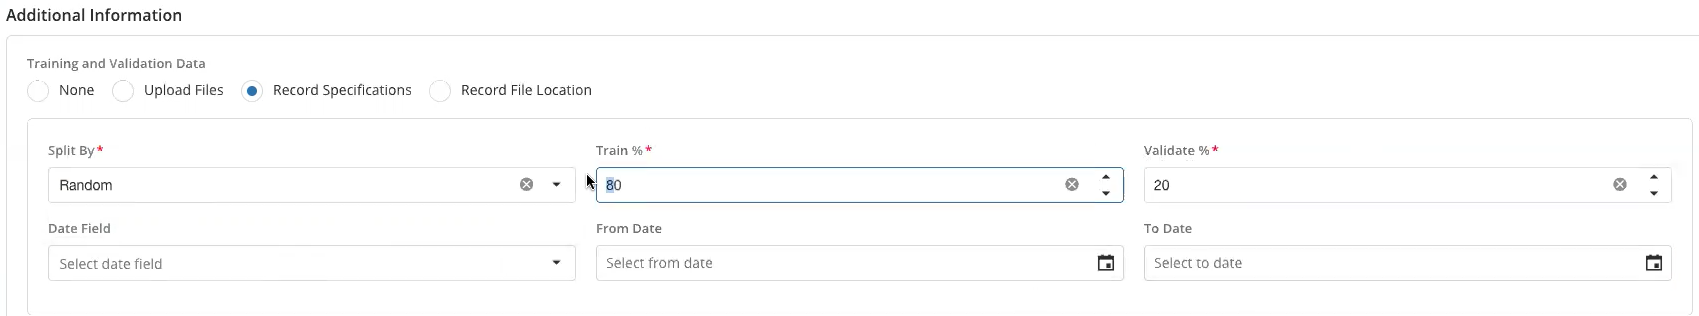 Additional Information
Training and Validation Data
None Upload Files Record Specifications Record File Location
Split By* Train %* Validate %*
Random 80 20
Date Field From Date To Date
Select date field Select from date Select to date